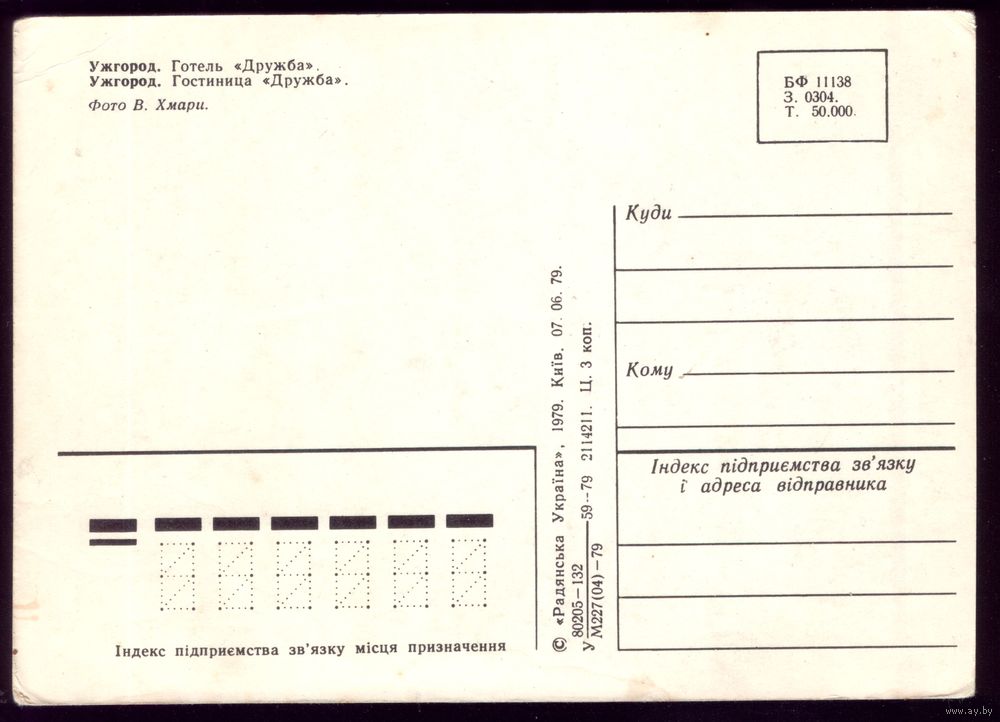 Ужгород. Готель «Дружба».
Ужгород. Гостиница «Дружба».
Фото В. Хмари.
БФ 11138
З. 0304.
Т. 50.000.
Куди
Кому
Індекс підприємства зв'язку
і адреса відправника
© «Радянська Україна», 1979. Київ. 07. 06. 79.
У 80205—132
М227(04)—79 59--79 2114211. Ц. 3 коп.
Індекс підприємства зв'язку місця призначення
www.ay.by